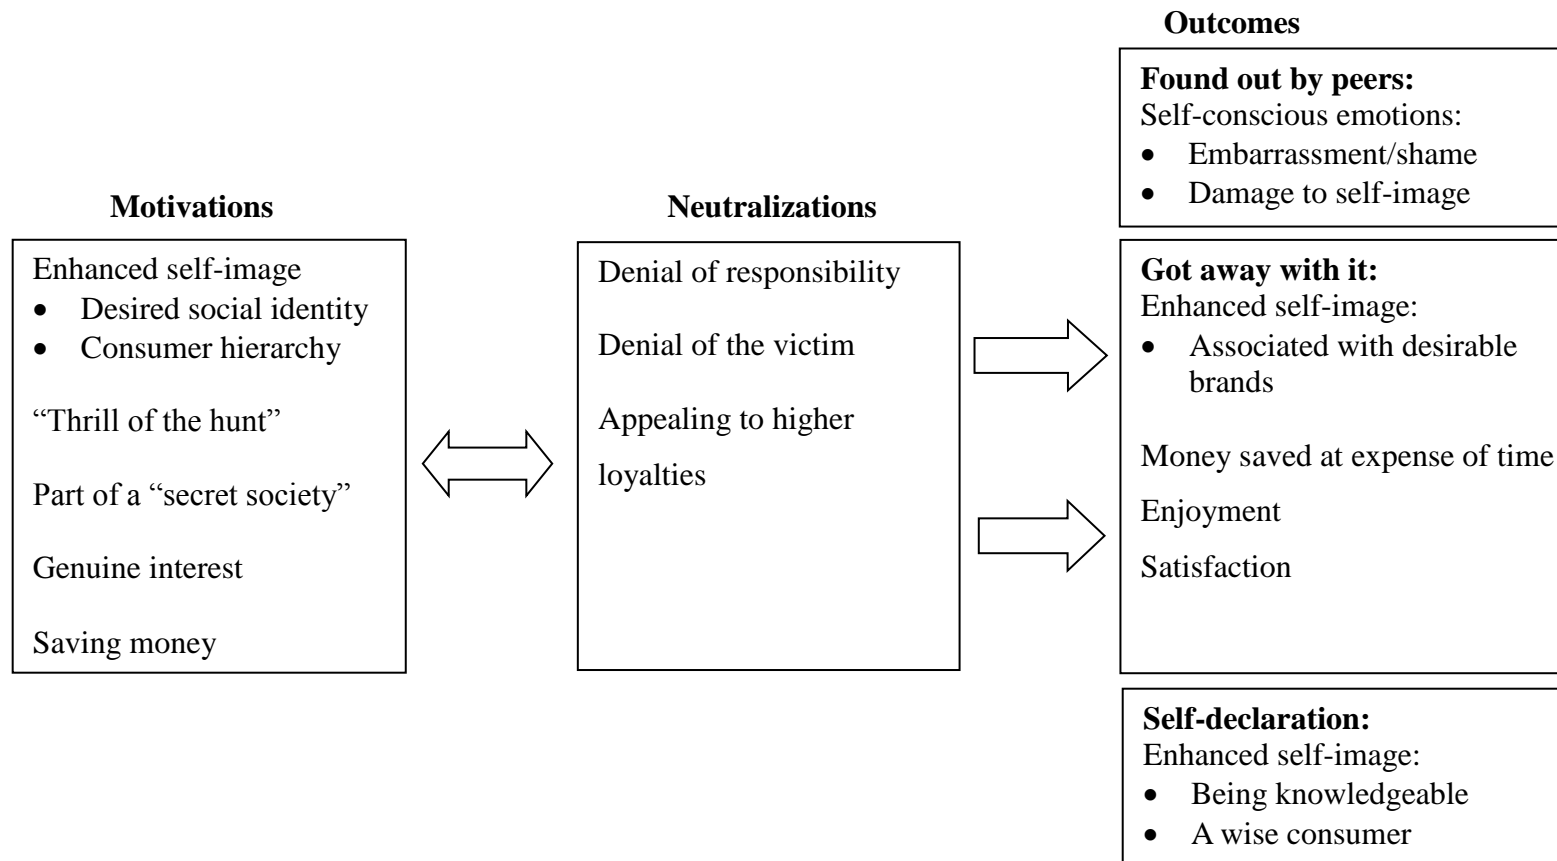 Motivations
Enhanced self-image
• Desired social identity
• Consumer hierarchy
“Thrill of the hunt”
Part of a “secret society”
Genuine interest
Saving money
Neutralizations
Denial of responsibility
Denial of the victim
Appealing to higher
loyalties
Outcomes
Found out by peers:
Self-conscious emotions:
• Embarrassment/shame
• Damage to self-image
Got away with it:
Enhanced self-image:
• Associated with desirable
brands
Money saved at expense of time
Enjoyment
Satisfaction
Self-declaration:
Enhanced self-image:
• Being knowledgeable
• A wise consumer